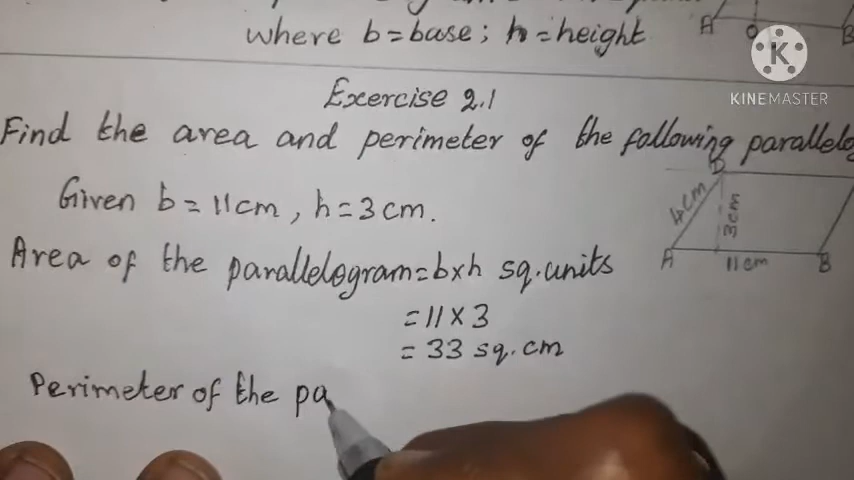 where b = base; h = height
A
O
B
K
KINEMASTER
Exercise 2.1
Find the area and perimeter of the following parallelo
D
Given b = 11cm, h = 3 cm.
4cm
3cm
Area of the parallelogram = b x h sq. units
A
11cm
B
= 11 x 3
= 33 sq. cm
Perimeter of the pa